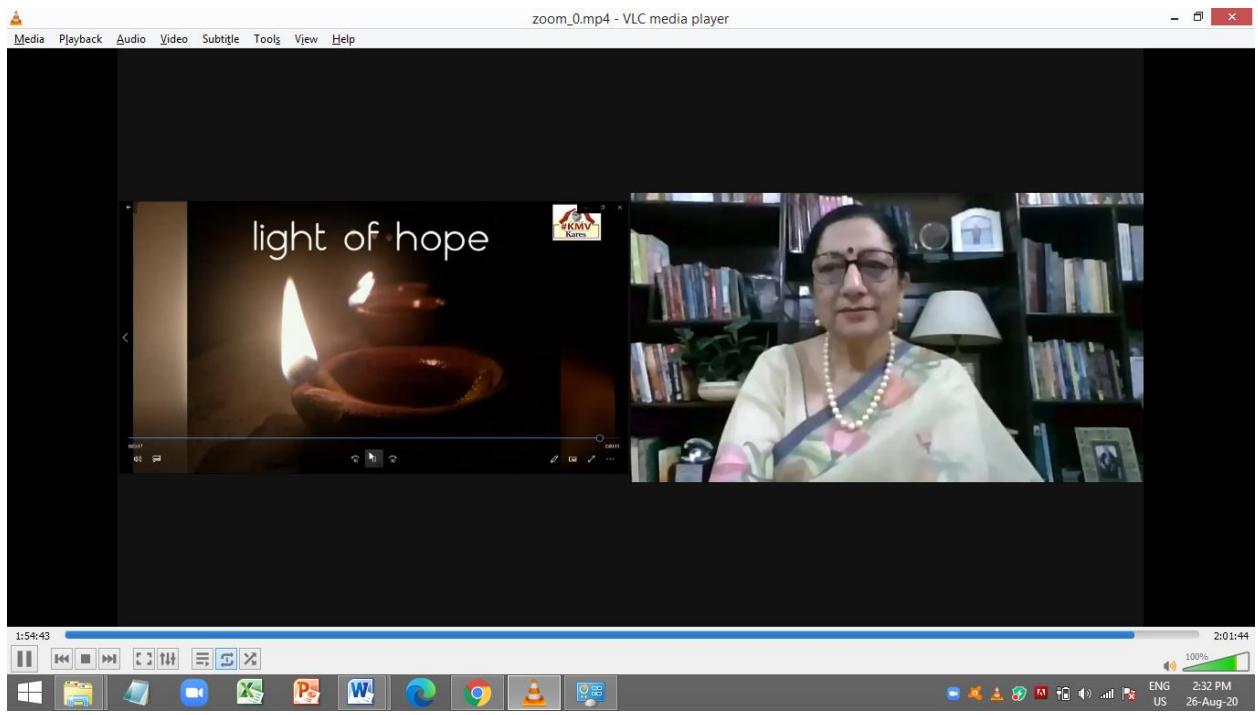 zoom_0.mp4 - VLC media player
Media Playback Audio Video Subtitle Tools View Help
light of hope
#KMV
Kares
1:54:43
2:01:44
100%
ENG 2:32 PM
US 26-Aug-20